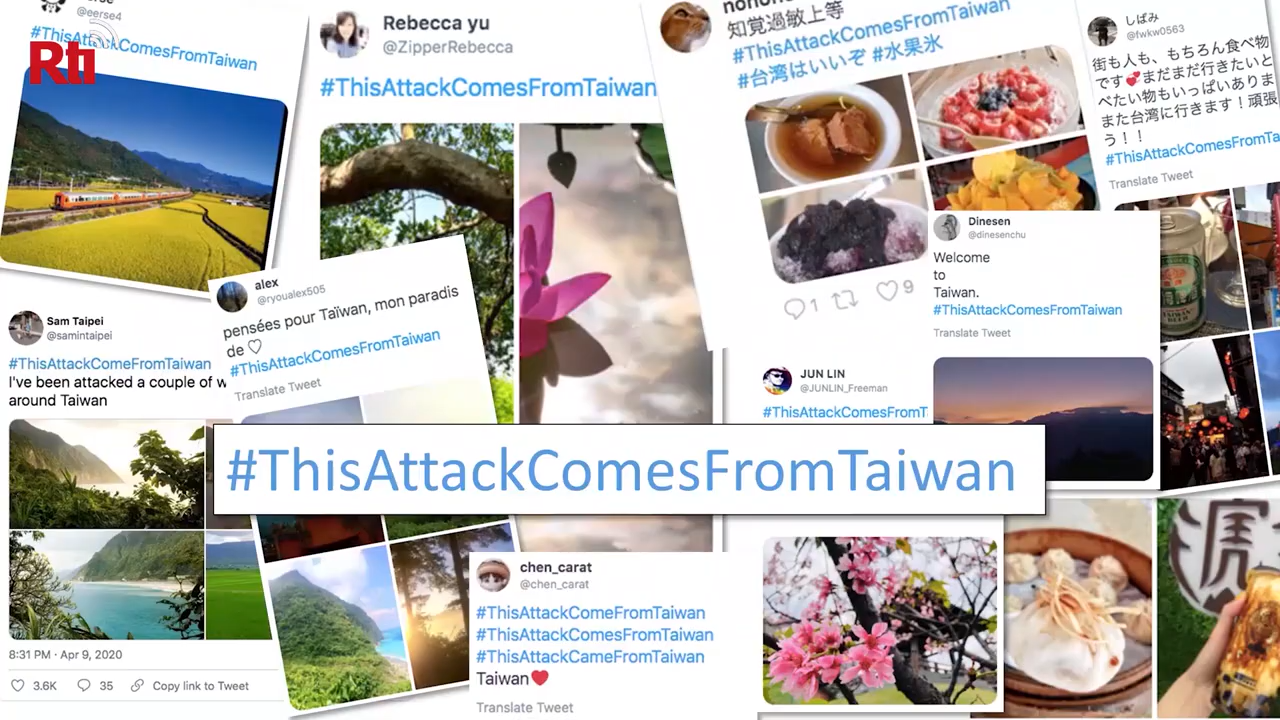 @eerse4
#ThisAttackComesFromTaiwan
Rti
Rebecca yu
@ZipperRebecca
#ThisAttackComesFromTaiwan
知覚過敏上等
#ThisAttackComesFromTaiwan
#台湾はいいぞ #水果氷
1
9
しばみ
@fwkw0563
街も人も、もちろん食べ物
です💕まだまだ行きたいと
べたい物もいっぱいありま
また台湾に行きます！頑張
う！！
#ThisAttackComesFromTa
Translate Tweet
Dinesen
@dinesenchu
Welcome
to
Taiwan.
#ThisAttackComesFromTaiwan
Translate Tweet
alex
@ryoualex505
pensées pour Taïwan, mon paradis
de ♡
#ThisAttackComesFromTaiwan
Translate Tweet
Sam Taipei
@samintaipei
#ThisAttackComeFromTaiwan
I've been attacked a couple of w
around Taiwan
8:31 PM · Apr 9, 2020
3.6K
35
Copy link to Tweet
JUN LIN
@JUNLIN_Freeman
#ThisAttackComesFromT
#ThisAttackComesFromTaiwan
chen_carat
@chen_carat
#ThisAttackComeFromTaiwan
#ThisAttackComesFromTaiwan
#ThisAttackCameFromTaiwan
Taiwan❤️
Translate Tweet
TAIWAN
BEER
虎